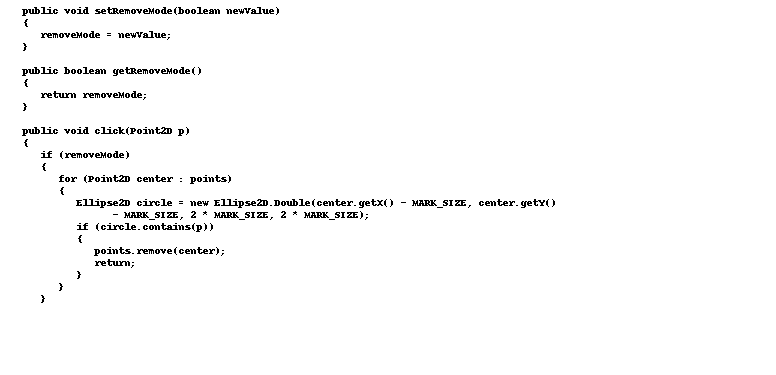 public void setRemoveMode(boolean newValue)
{
removeMode = newValue;
}
public boolean getRemoveMode()
{
return removeMode;
}
public void click(Point2D p)
{
if (removeMode)
{
for (Point2D center : points)
{
Ellipse2D circle = new Ellipse2D.Double(center.getX() - MARK_SIZE, center.getY()
- MARK_SIZE, 2 * MARK_SIZE, 2 * MARK_SIZE);
if (circle.contains(p))
{
points.remove(center);
return;
}
}
}